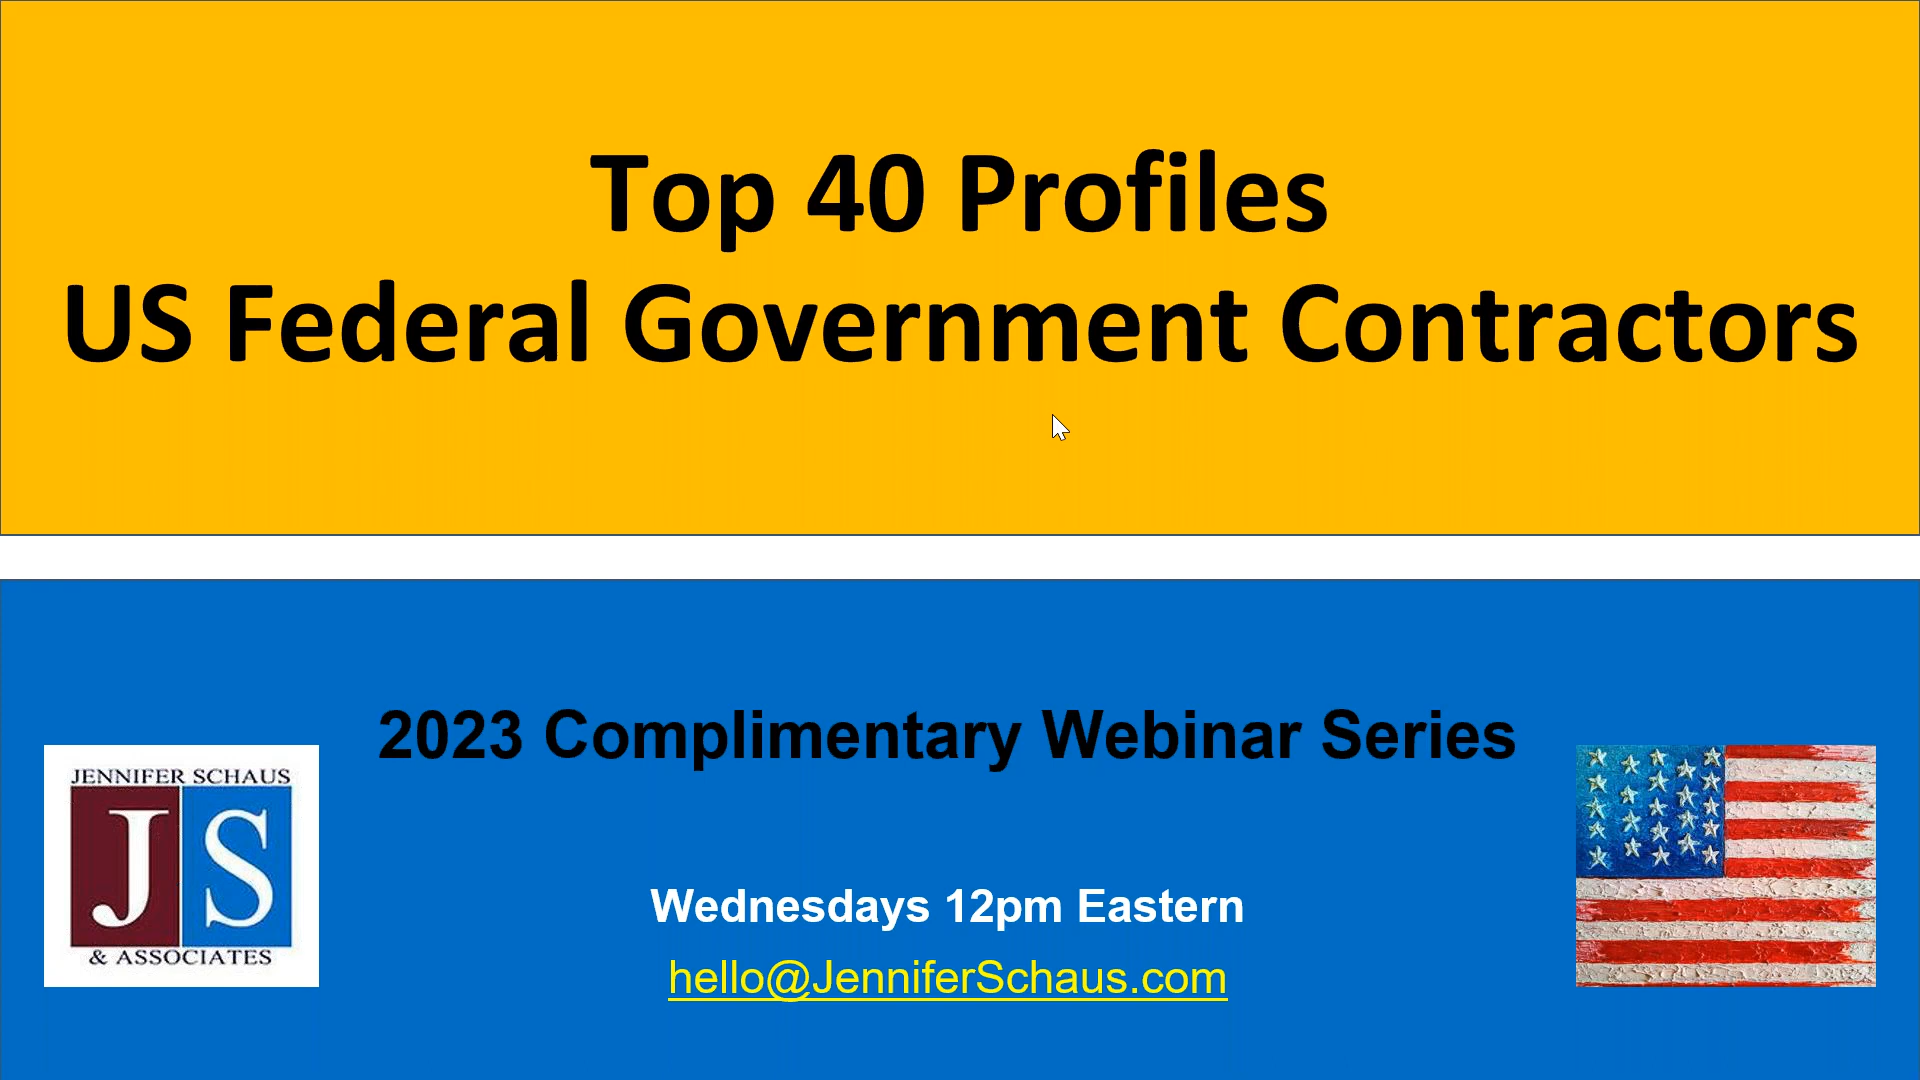 Top 40 Profiles
US Federal Government Contractors
2023 Complimentary Webinar Series
JENNIFER SCHAUS
JS
& ASSOCIATES
Wednesdays 12pm Eastern
hello@JenniferSchaus.com